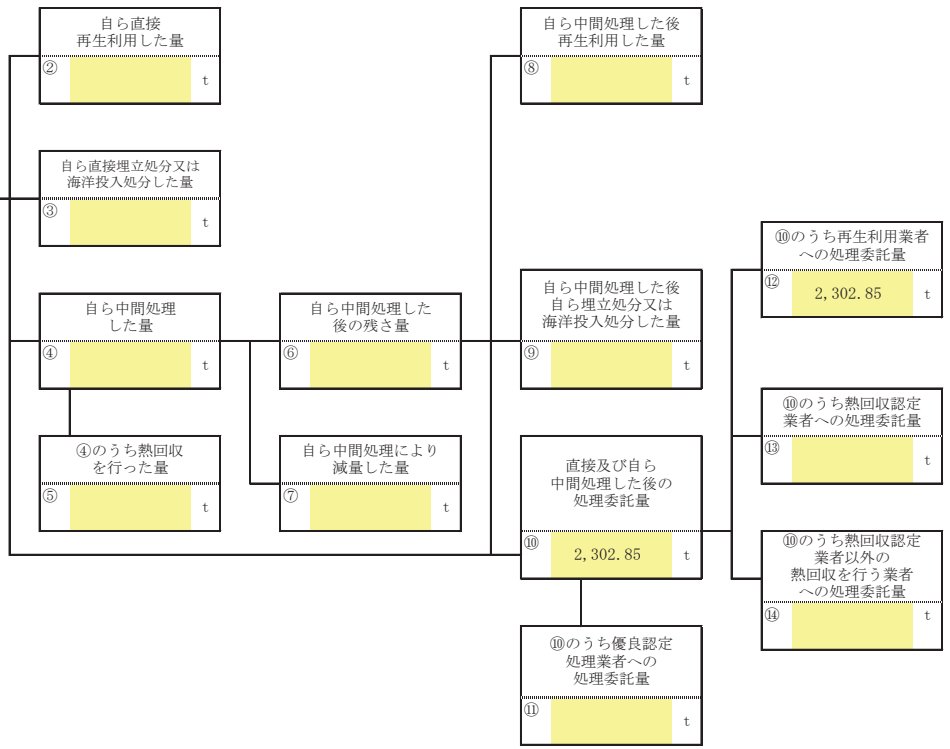 自ら直接
再生利用した量
②
t
自ら直接埋立処分又は
海洋投入処分した量
③
t
自ら中間処理
した量
④
t
④のうち熱回収
を行った量
⑤
t
自ら中間処理した
後の残さ量
⑥
t
自ら中間処理により
減量した量
⑦
t
自ら中間処理した後
再生利用した量
⑧
t
自ら中間処理した後
自ら埋立処分又は
海洋投入処分した量
⑨
t
直接及び自ら
中間処理した後の
処理委託量
⑩ 2,302.85 t
⑩のうち優良認定
処理業者への
処理委託量
⑪
t
⑩のうち再生利用業者
への処理委託量
⑫ 2,302.85 t
⑩のうち熱回収認定
業者への処理委託量
⑬
t
⑩のうち熱回収認定
業者以外の
熱回収を行う業者
への処理委託量
⑭
t